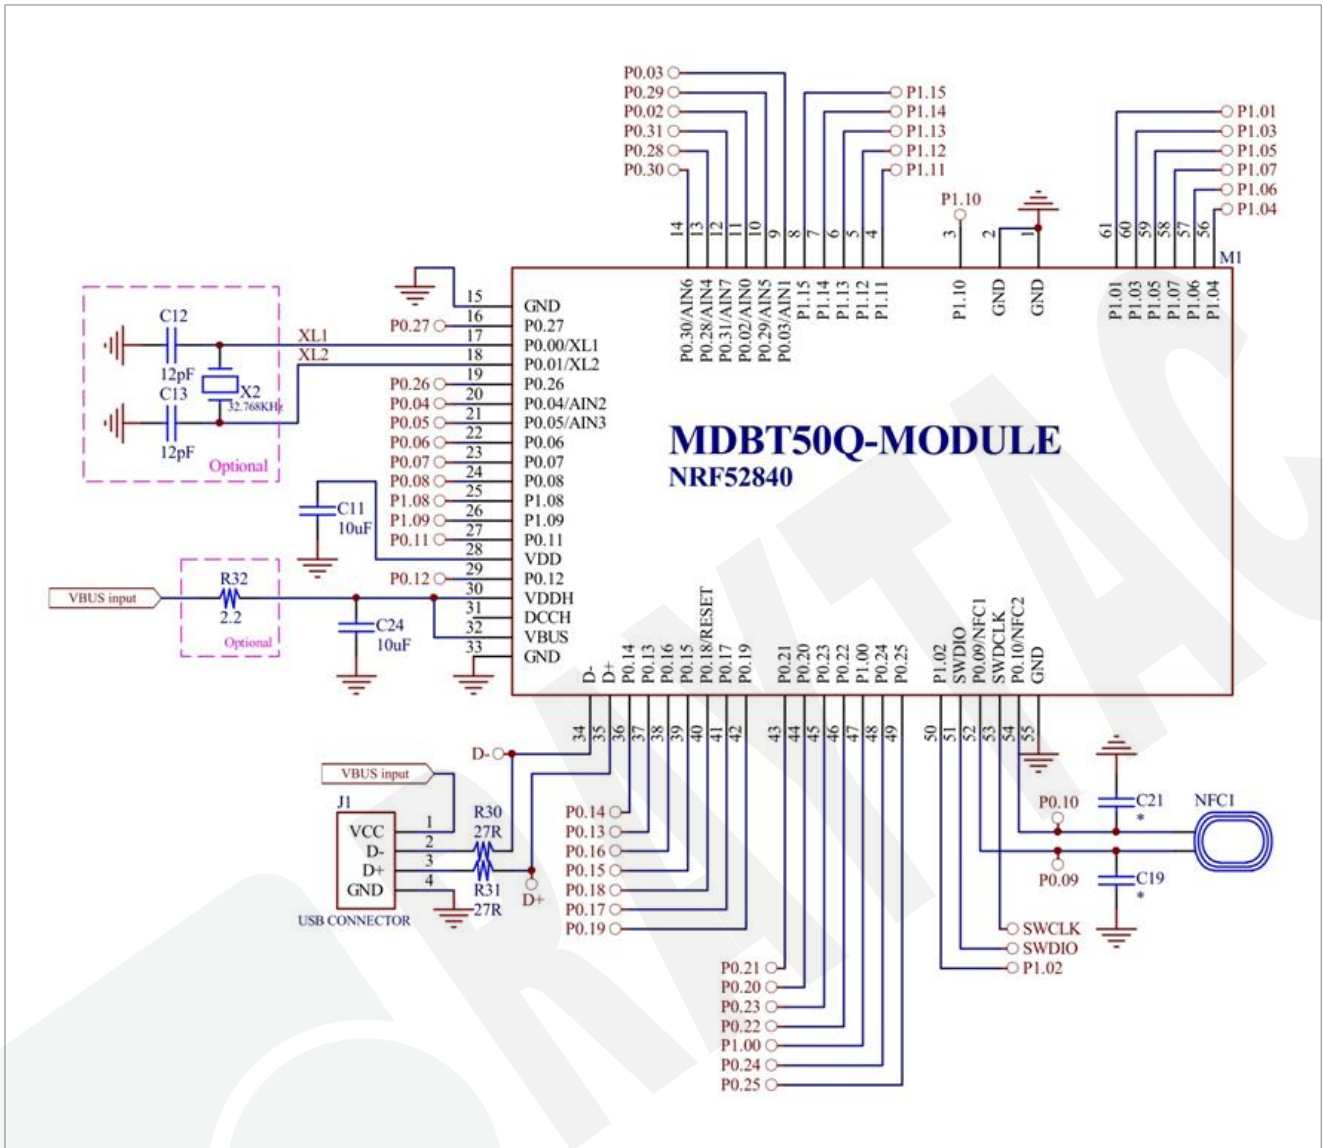 P0.03
P0.29
P0.02
P0.31
P0.28
P0.30
P1.15
P1.14
P1.13
P1.12
P1.11
P1.10
P1.01
P1.03
P1.05
P1.07
P1.06
P1.04
14
13
12
11
10
9
8
7
6
5
4
3
2
1
61
60
59
58
57
56
M1
P0.30/AIN6
P0.28/AIN4
P0.31/AIN7
P0.02/AIN0
P0.29/AIN5
P0.03/AIN1
P1.15
P1.14
P1.13
P1.12
P1.11
P1.10
GND
GND
P1.01
P1.03
P1.05
P1.07
P1.06
P1.04
15 GND
P0.27 16 P0.27
XL1 17 P0.00/XL1
XL2 18 P0.01/XL2
19
P0.26 P0.26
P0.04 20 P0.04/AIN2
P0.05 21 P0.05/AIN3
P0.06 22 P0.06
P0.07 23 P0.07
P0.08 24 P0.08
P1.08 25 P1.08
P1.09 26 P1.09
P0.11 27 P0.11
28 VDD
P0.12 29 P0.12
30 VDDH
31 DCCH
32 VBUS
33 GND
C12
12pF
C13
12pF
X2
32.768KHz
Optional
C11
10uF
VBUS input
R32
2.2
Optional
C24
10uF
MDBT50Q-MODULE
NRF52840
D-
D+
P0.14
P0.13
P0.16
P0.15
P0.18/RESET
P0.17
P0.19
P0.21
P0.20
P0.23
P0.22
P1.00
P0.24
P0.25
P1.02
SWDIO
P0.09/NFC1
SWDCLK
P0.10/NFC2
GND
34
35
36
37
38
39
40
41
42
43
44
45
46
47
48
49
50
51
52
53
54
55
D-
VBUS input
J1
VCC 1
D- 2
D+ 3
GND 4
USB CONNECTOR
R30
27R
R31
27R
D+
P0.14
P0.13
P0.16
P0.15
P0.18
P0.17
P0.19
P0.21
P0.20
P0.23
P0.22
P1.00
P0.24
P0.25
P0.10
P0.09
C21
*
C19
*
NFC1
SWCLK
SWDIO
P1.02
RAYTAC